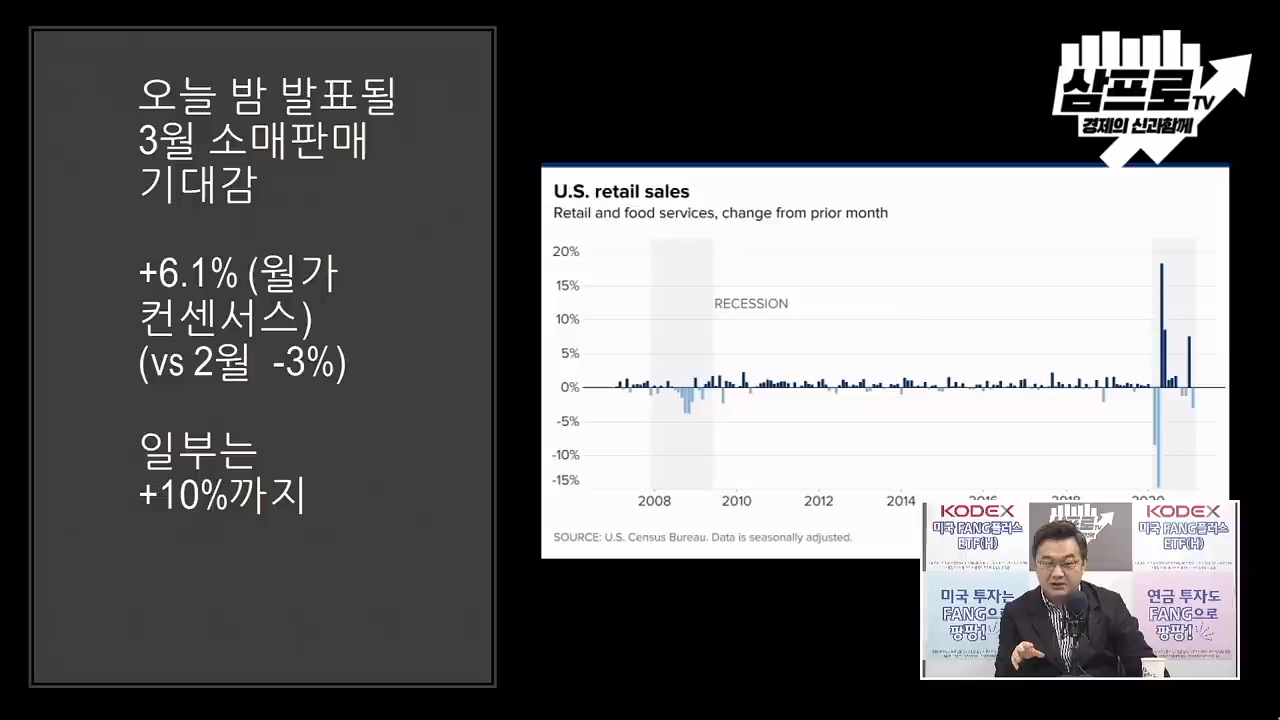 오늘 밤 발표될
3월 소매판매
기대감
+6.1% (월가
컨센서스)
(vs 2월 -3%)
일부는
+10%까지
삼프로TV
경제의 신과함께
U.S. retail sales
Retail and food services, change from prior month
20%
15%
10%
5%
0%
-5%
-10%
-15%
RECESSION
2008
2010
2012
2014
2016
2018
2020
SOURCE: U.S. Census Bureau. Data is seasonally adjusted.
KODEX
미국 FANG플러스
ETF(H)
미국 투자는
FANG으로
팡팡!
KODEX
미국 FANG플러스
ETF(H)
연금 투자도
FANG으로
팡팡!